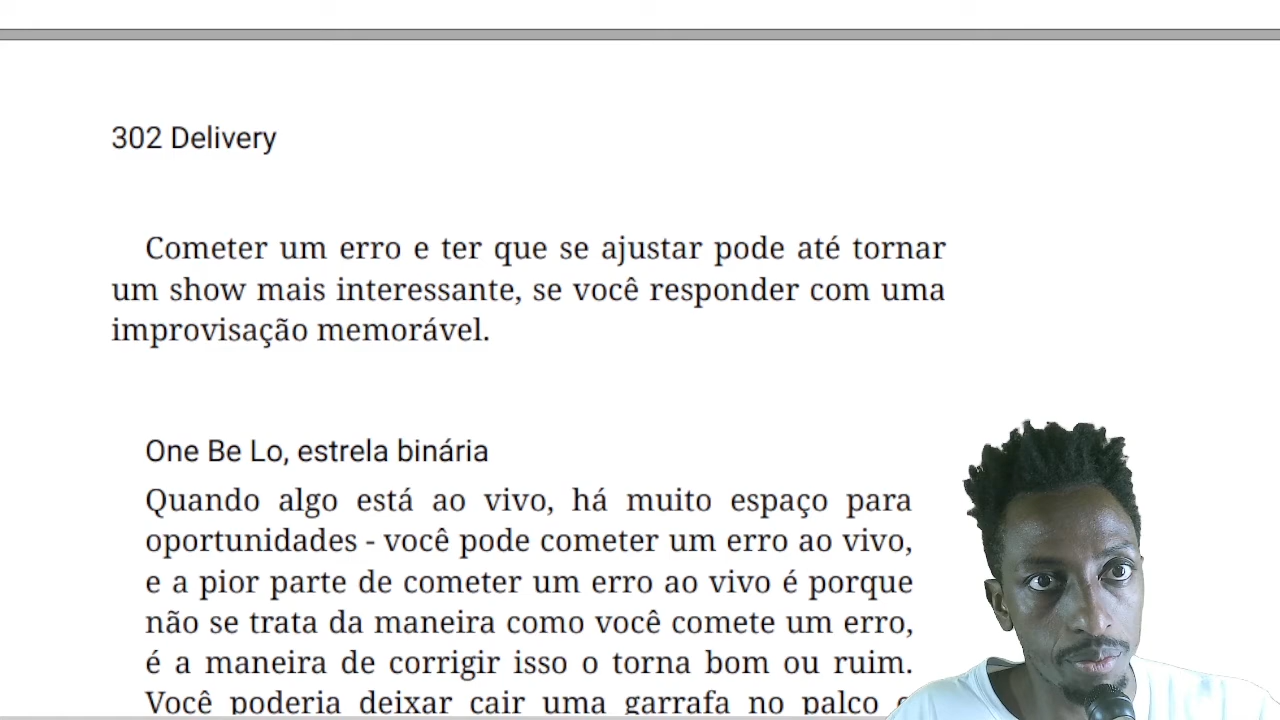 302 Delivery
Cometer um erro e ter que se ajustar pode até tornar
um show mais interessante, se você responder com uma
improvisação memorável.
One Be Lo, estrela binária
Quando algo está ao vivo, há muito espaço para
oportunidades - você pode cometer um erro ao vivo,
e a pior parte de cometer um erro ao vivo é porque
não se trata da maneira como você comete um erro,
é a maneira de corrigir isso o torna bom ou ruim.
Você poderia deixar cair uma garrafa no palco